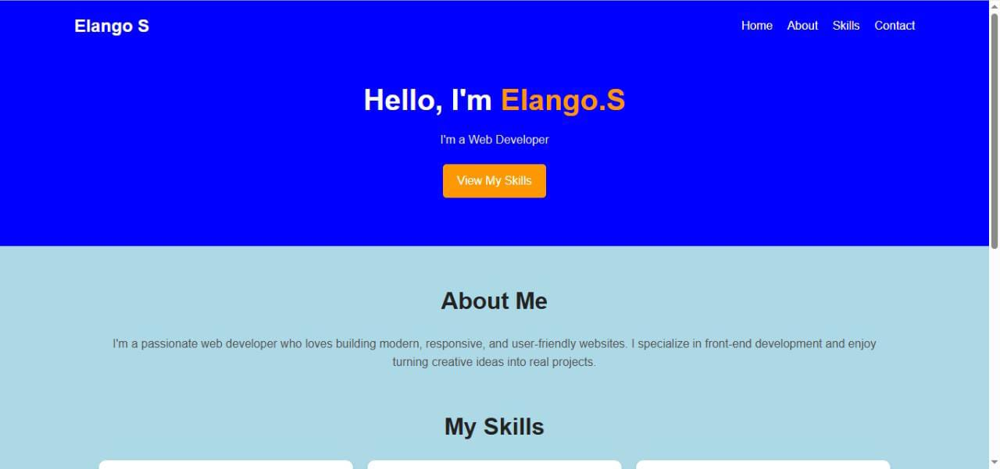 Elango S
Home About Skills Contact
Hello, I'm Elango.S
I'm a Web Developer
View My Skills
About Me
I'm a passionate web developer who loves building modern, responsive, and user-friendly websites. I specialize in front-end development and enjoy
turning creative ideas into real projects.
My Skills